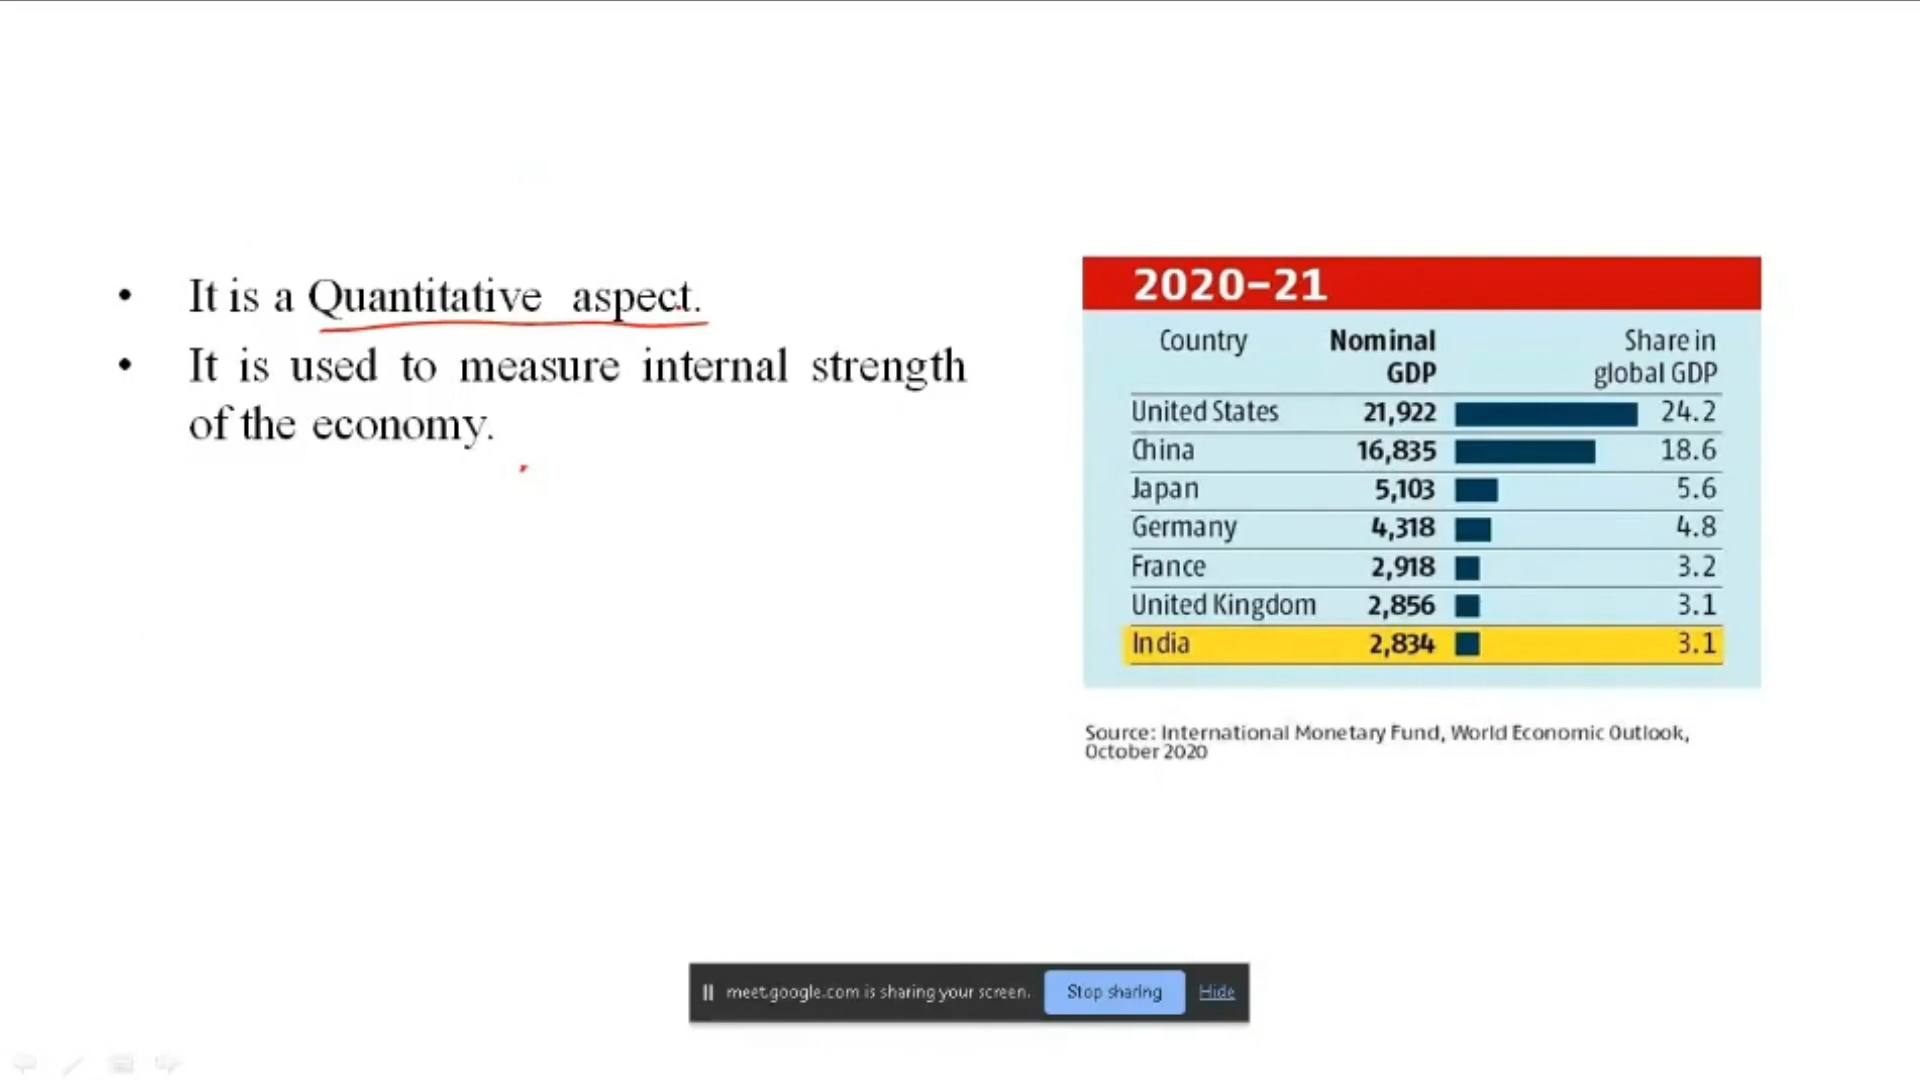 • It is a Quantitative aspect.
• It is used to measure internal strength
of the economy.
2020–21
Country Nominal GDP Share in global GDP
United States 21,922 24.2
China 16,835 18.6
Japan 5,103 5.6
Germany 4,318 4.8
France 2,918 3.2
United Kingdom 2,856 3.1
India 2,834 3.1
Source: International Monetary Fund, World Economic Outlook,
October 2020
meet.google.com is sharing your screen. Stop sharing Hide